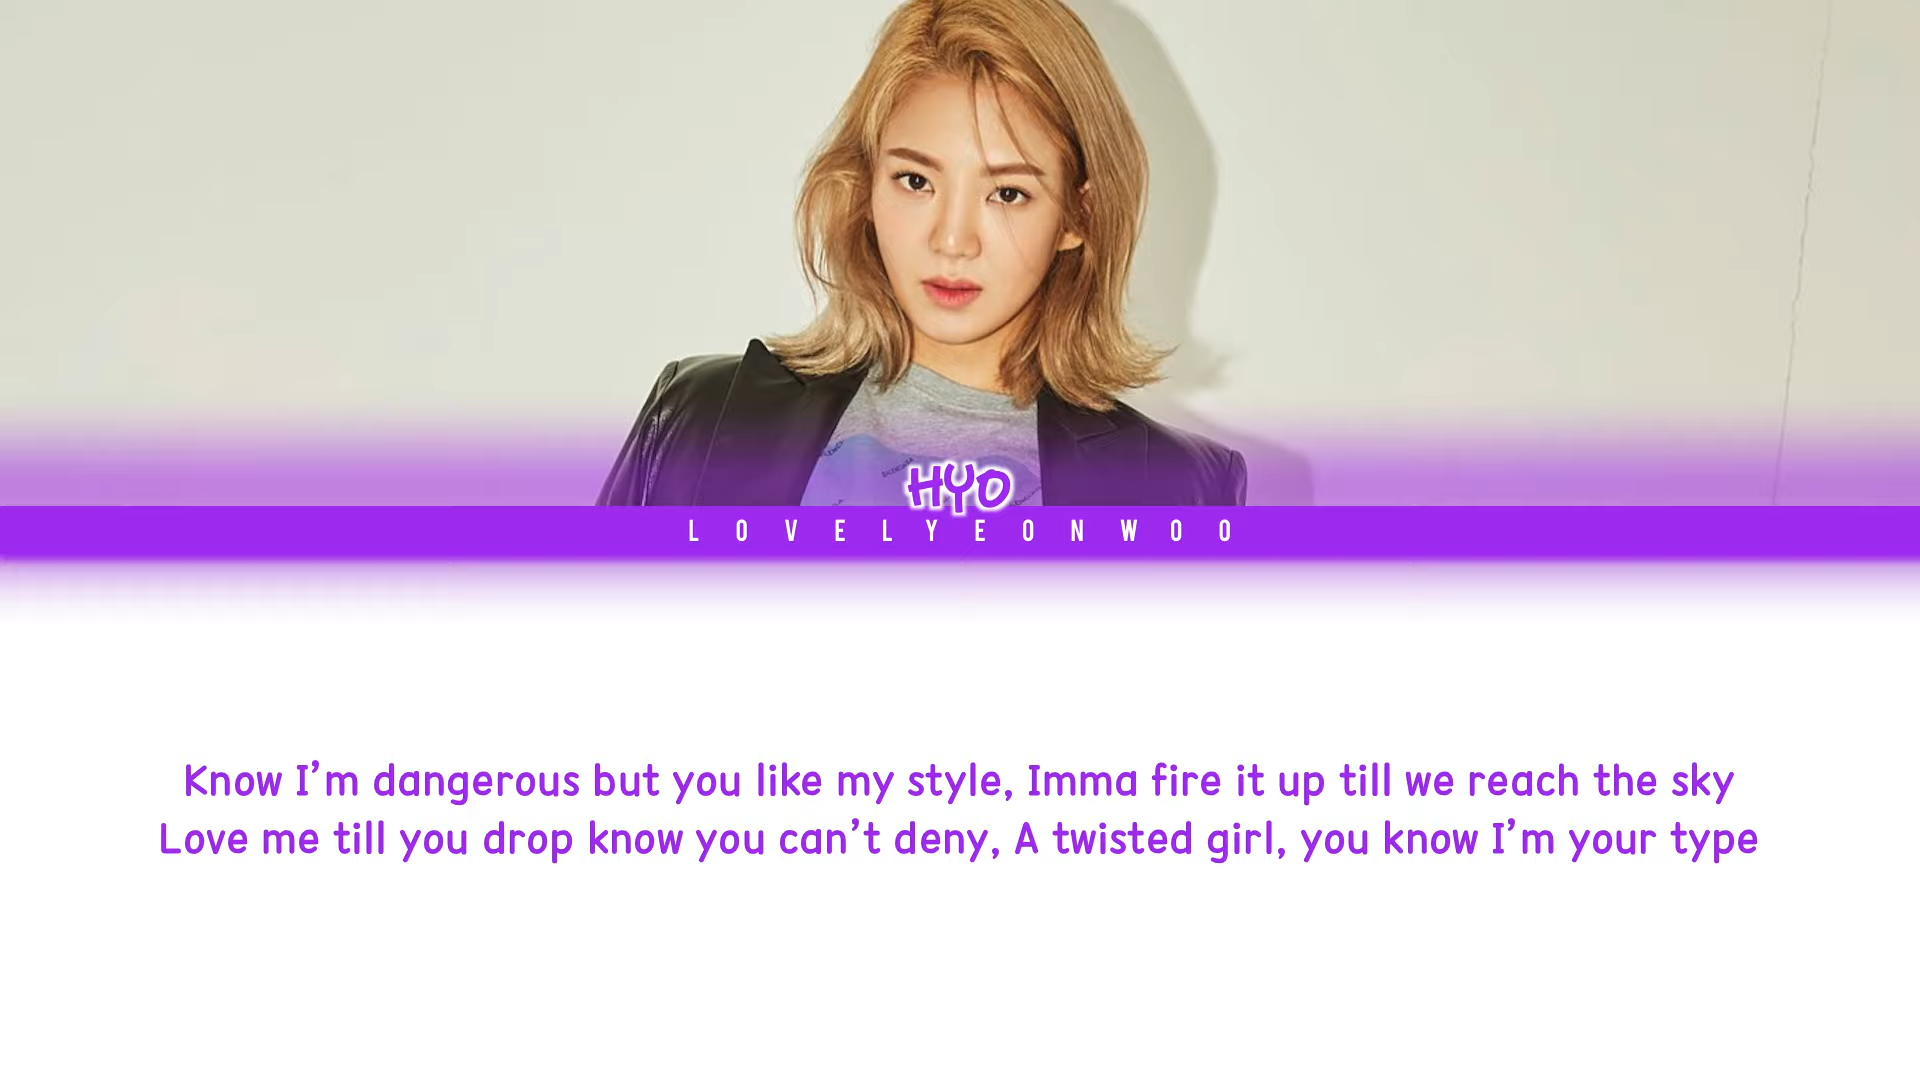 HYO
LOVELYEONWOO
Know I’m dangerous but you like my style, Imma fire it up till we reach the sky
Love me till you drop know you can’t deny, A twisted girl, you know I’m your type